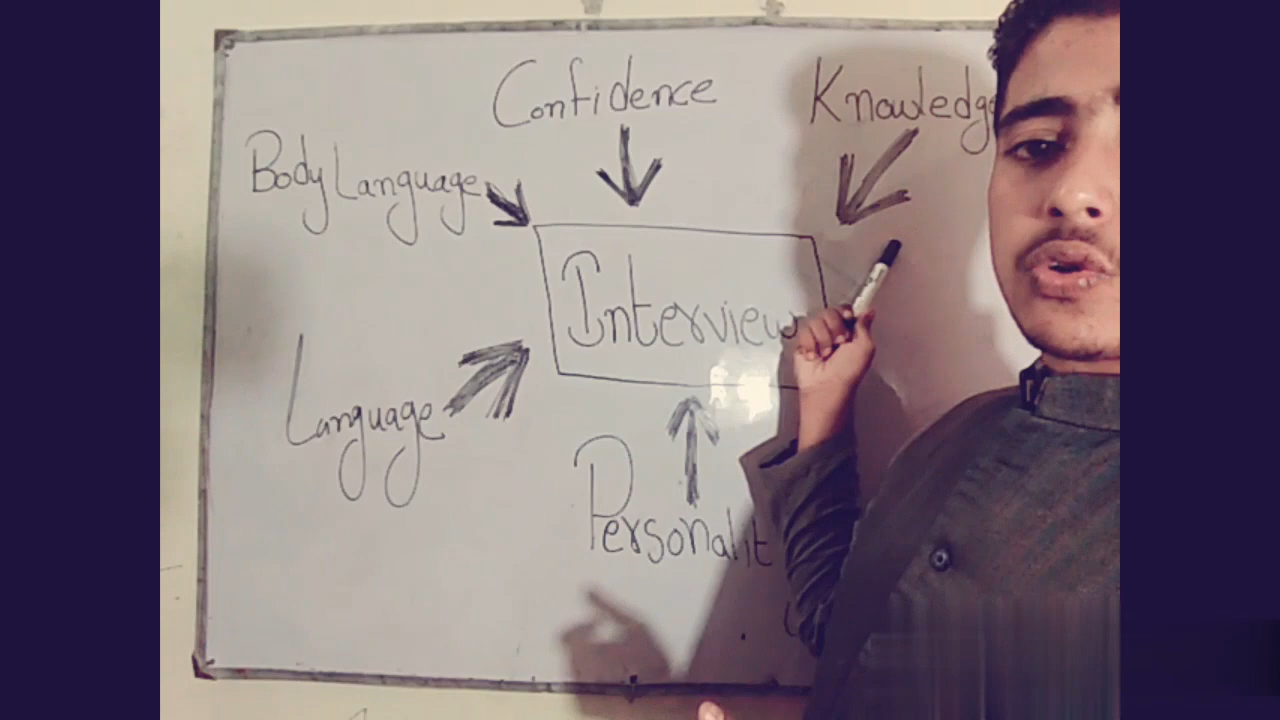 Confidence
Knowledg
Body Language
Interview
Language
Personalit